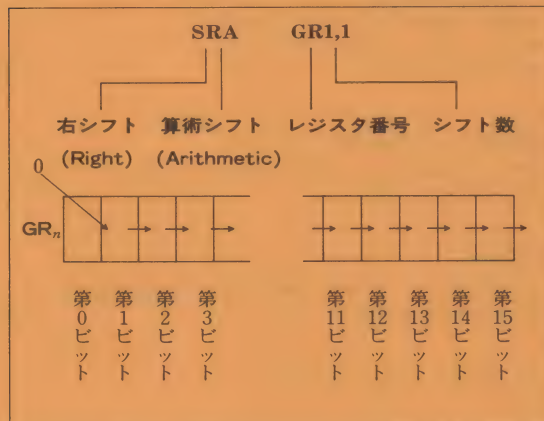 SRA GR1,1
右シフト 算術シフト レジスタ番号 シフト数
(Right) (Arithmetic)
0
GRn
第0ビット 第1ビット 第2ビット 第3ビット 第11ビット 第12ビット 第13ビット 第14ビット 第15ビット